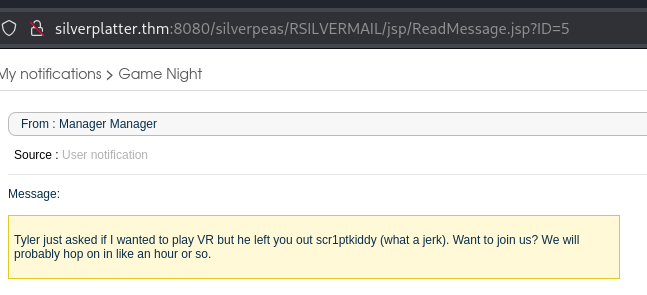 silverplatter.thm:8080/silverpeas/RSILVERMAIL/jsp/ReadMessage.jsp?ID=5
My notifications > Game Night
From : Manager Manager
Source : User notification
Message:
Tyler just asked if I wanted to play VR but he left you out scr1ptkiddy (what a jerk). Want to join us? We will
probably hop on in like an hour or so.